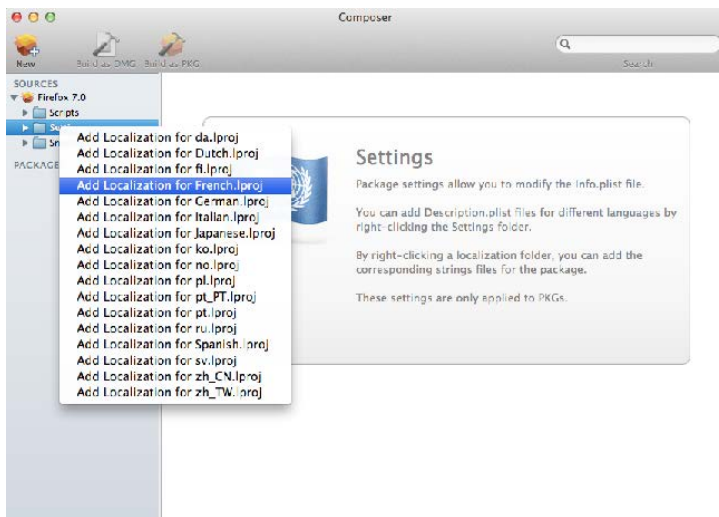 Composer
New
Build as DMG
Build as PKG
Search
SOURCES
Firefox 7.0
Scripts
PACKAGE
Add Localization for da.lproj
Add Localization for Dutch.lproj
Add Localization for fi.lproj
Add Localization for French.lproj
Add Localization for German.lproj
Add Localization for Italian.lproj
Add Localization for Japanese.lproj
Add Localization for ko.lproj
Add Localization for no.lproj
Add Localization for pl.lproj
Add Localization for pt_PT.lproj
Add Localization for pt.lproj
Add Localization for ru.lproj
Add Localization for Spanish.lproj
Add Localization for sv.lproj
Add Localization for zh_CN.lproj
Add Localization for zh_TW.lproj
Settings
Package settings allow you to modify the Info.plist file.
You can add Description.plist files for different languages by
right-clicking the Settings folder.
By right-clicking a localization folder, you can add the
corresponding strings files for the package.
These settings are only applied to PKGs.